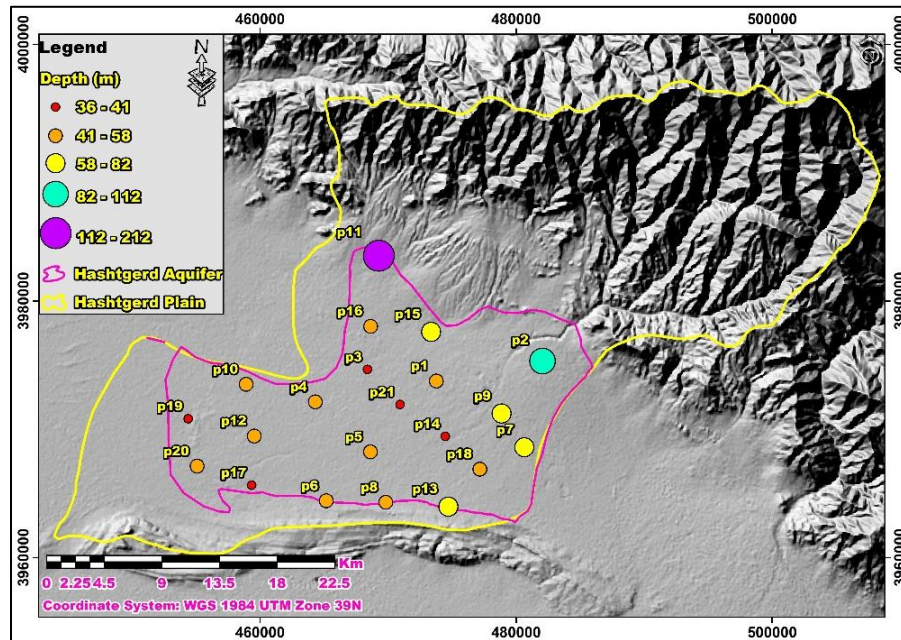 460000 480000 500000
4000000 4000000
Legend
N
Depth (m)
36 - 41
41 - 58
58 - 82
82 - 112
112 - 212
Hashtgerd Aquifer
Hashtgerd Plain
p11
3980000 3980000
p16 p15
p2
p3 p1
p10 p4 p21
p9
p19 p12 p14 p7
p5 p18
p20
p17 p6 p8 p13
3960000 3960000
Km
0 2.25 4.5 9 13.5 18 22.5
Coordinate System: WGS 1984 UTM Zone 39N
460000 480000 500000